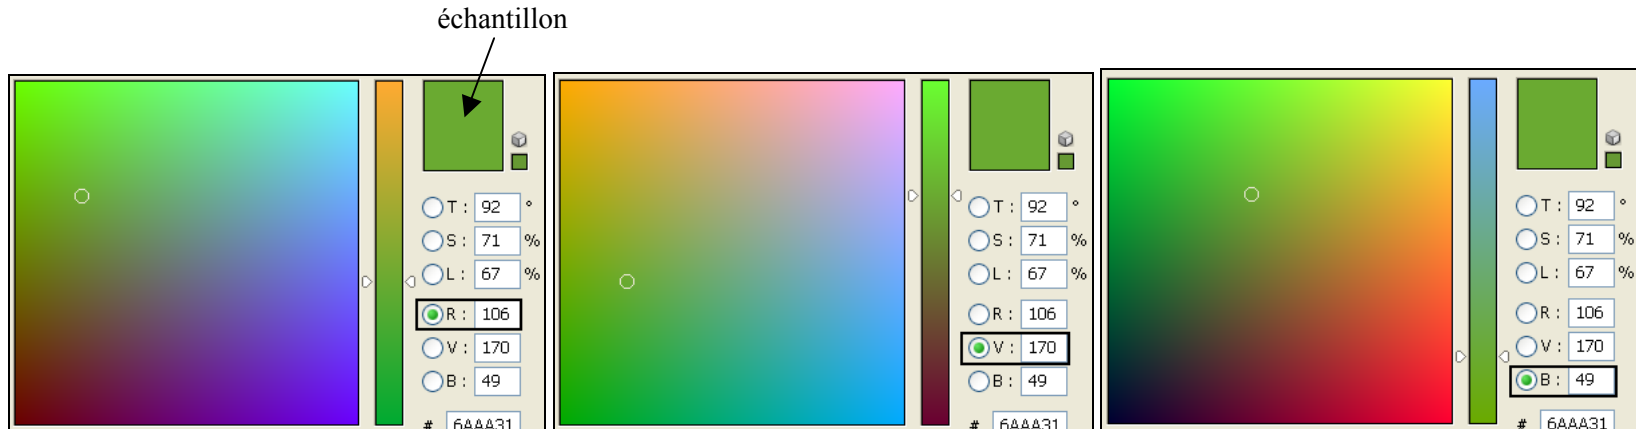 échantillon
T : 92 °
S : 71 %
L : 67 %
R : 106
V : 170
B : 49
# 6AAA31
T : 92 °
S : 71 %
L : 67 %
R : 106
V : 170
B : 49
# 6AAA31
T : 92 °
S : 71 %
L : 67 %
R : 106
V : 170
B : 49
# 6AAA31